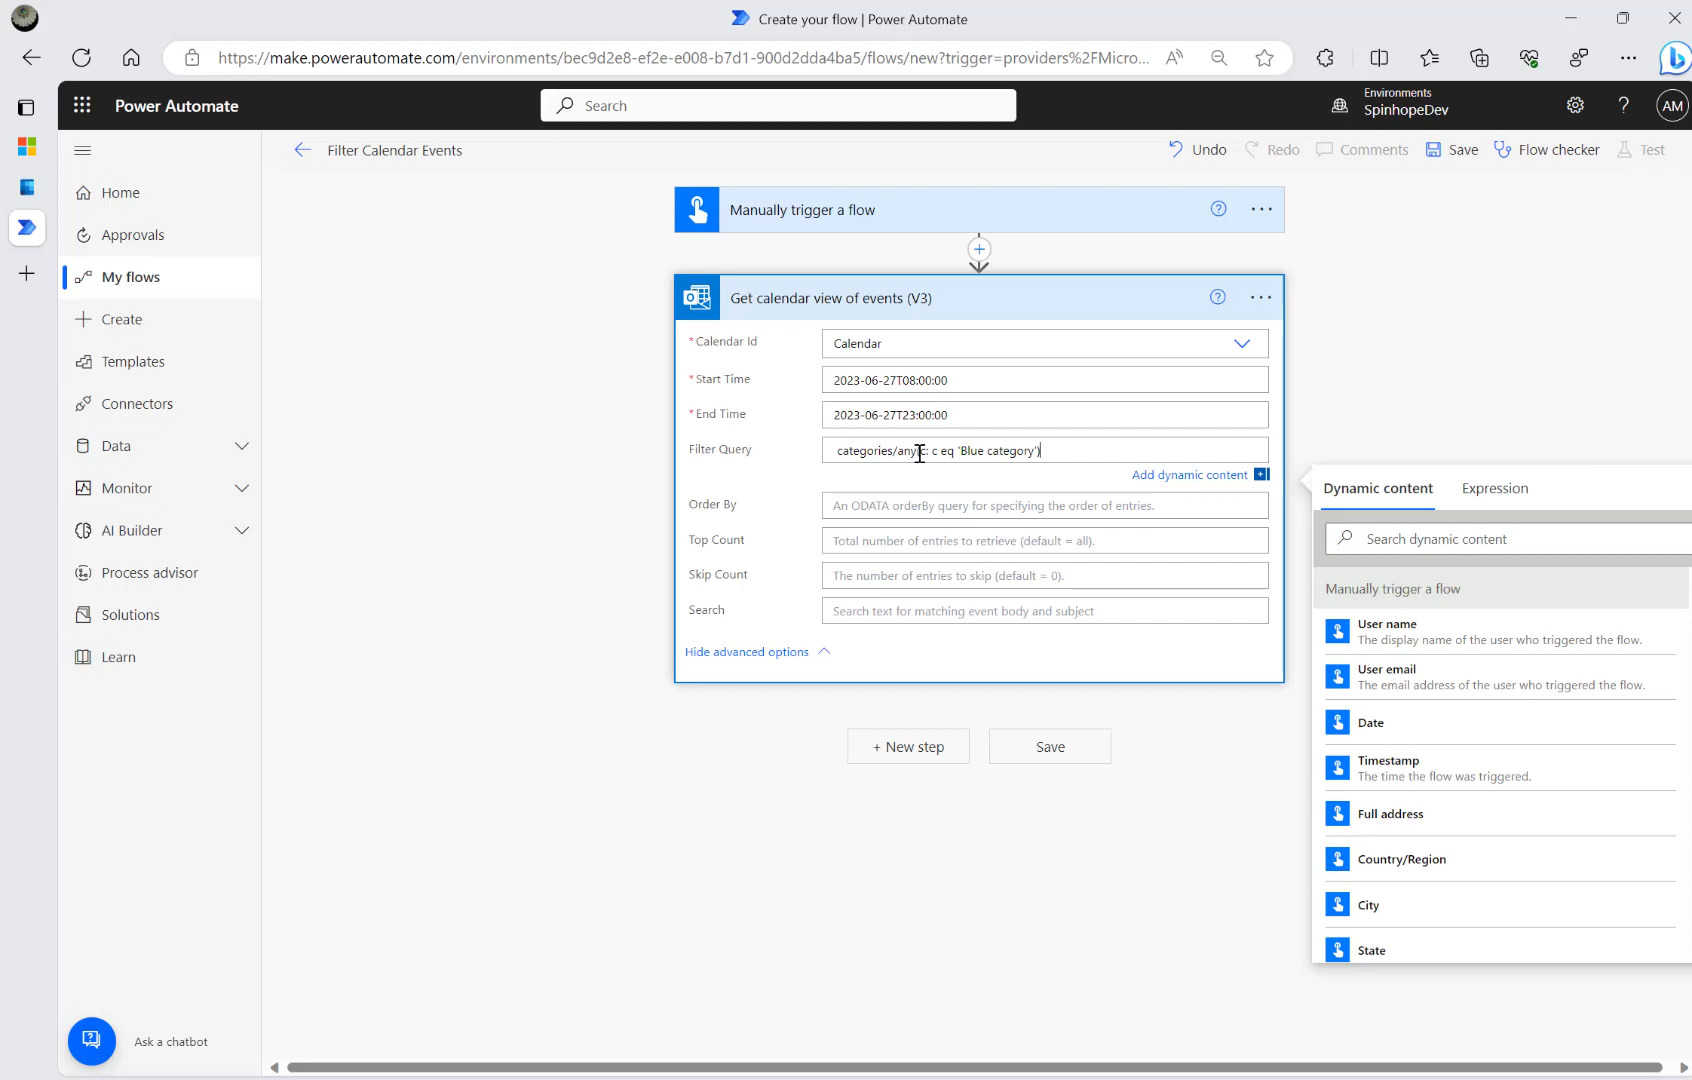 Create your flow | Power Automate
https://make.powerautomate.com/environments/bec9d2e8-ef2e-e008-b7d1-900d2dda4ba5/flows/new?trigger=providers%2FMicro...
Power Automate
Search
Environments
SpinhopeDev
?
AM
Filter Calendar Events
Undo
Redo
Comments
Save
Flow checker
Test
Home
Approvals
My flows
Create
Templates
Connectors
Data
Monitor
AI Builder
Process advisor
Solutions
Learn
Manually trigger a flow
Get calendar view of events (V3)
* Calendar Id
Calendar
* Start Time
2023-06-27T08:00:00
* End Time
2023-06-27T23:00:00
Filter Query
categories/any(c: c eq 'Blue category')
Add dynamic content
Order By
An ODATA orderBy query for specifying the order of entries.
Top Count
Total number of entries to retrieve (default = all).
Skip Count
The number of entries to skip (default = 0).
Search
Search text for matching event body and subject
Hide advanced options
+ New step
Save
Dynamic content
Expression
Search dynamic content
Manually trigger a flow
User name
The display name of the user who triggered the flow.
User email
The email address of the user who triggered the flow.
Date
Timestamp
The time the flow was triggered.
Full address
Country/Region
City
State
Ask a chatbot